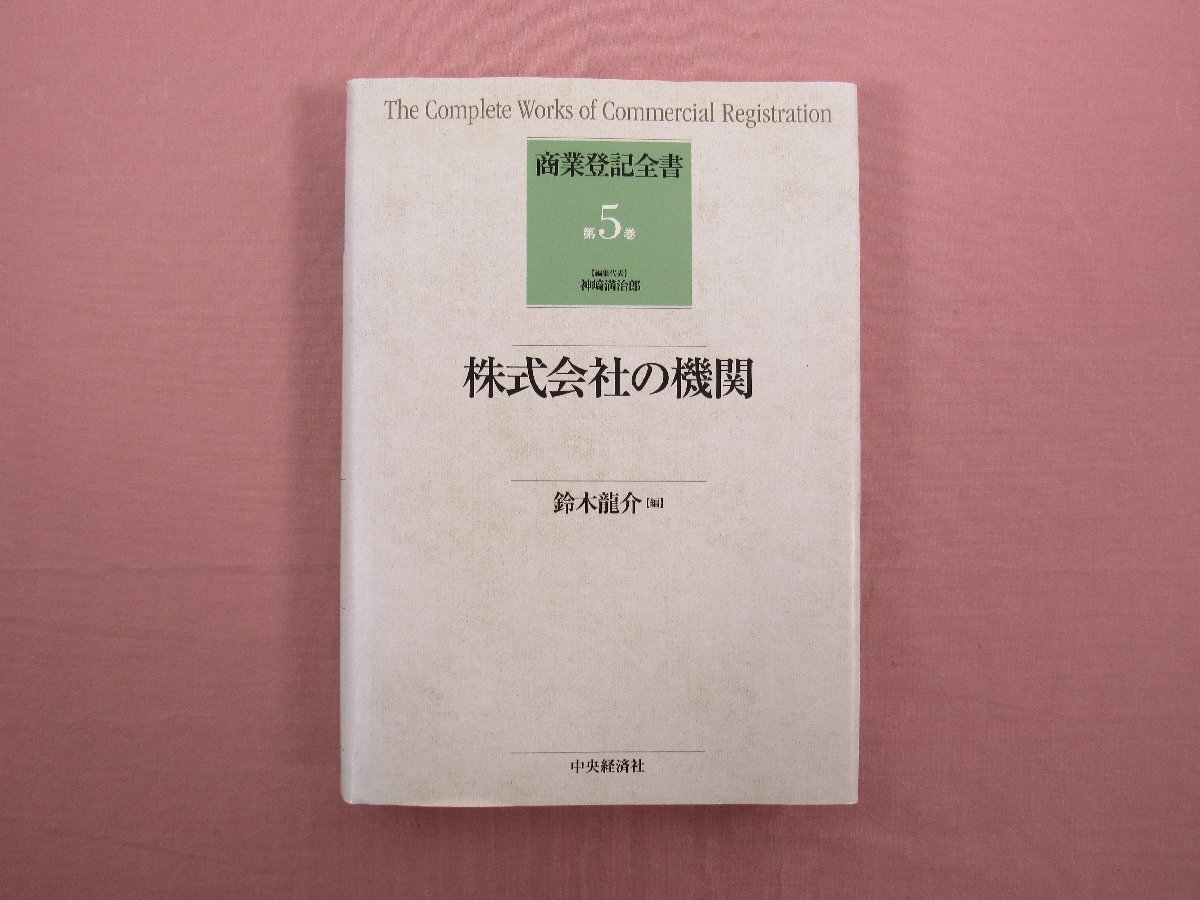 The Complete Works of Commercial Registration
商業登記全書
第5巻
【編集代表】
神﨑満治郎
株式会社の機関
鈴木龍介【編】
中央経済社